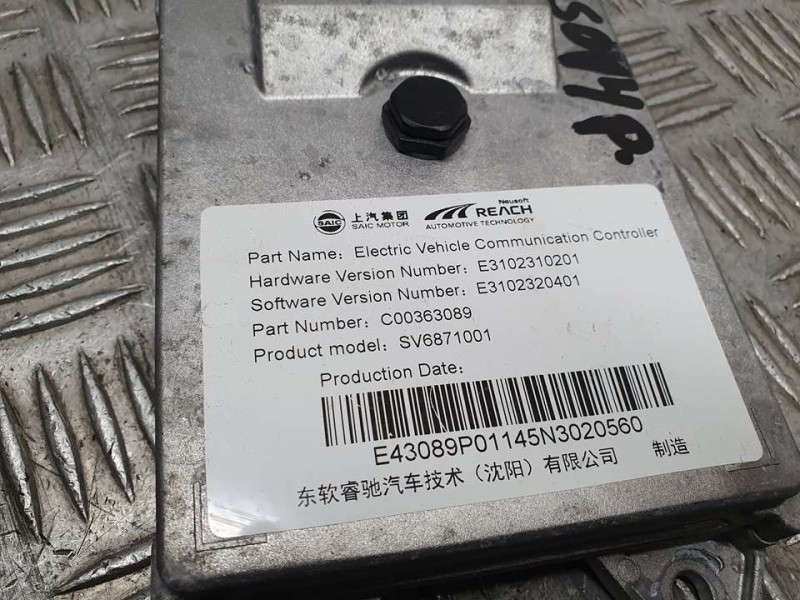 上汽集团
SAIC
SAIC MOTOR
Neusoft
REACH
AUTOMOTIVE TECHNOLOGY
Part Name: Electric Vehicle Communication Controller
Hardware Version Number: E3102310201
Software Version Number: E3102320401
Part Number: C00363089
Product model: SV6871001
Production Date:
E43089P01145N3020560
东软睿驰汽车技术（沈阳）有限公司 制造